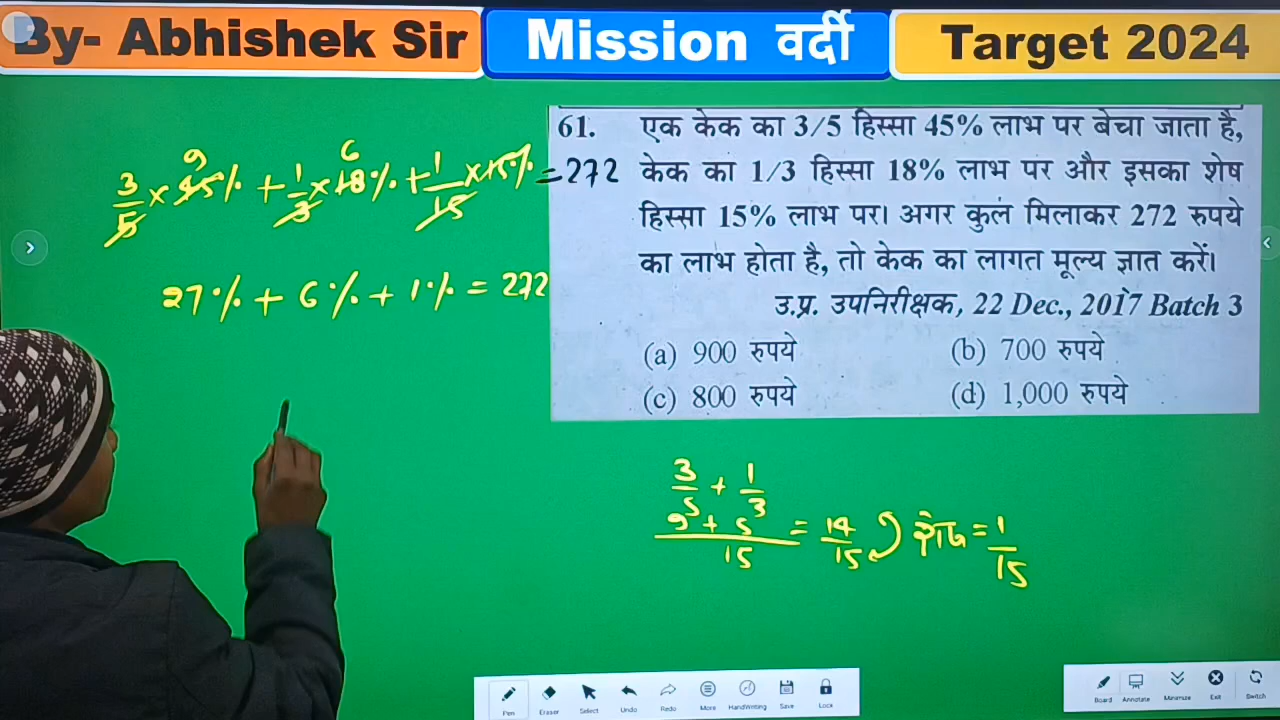 By- Abhishek Sir
Mission वर्दी
Target 2024
61. एक केक का 3/5 हिस्सा 45% लाभ पर बेचा जाता है,
केक का 1/3 हिस्सा 18% लाभ पर और इसका शेष
हिस्सा 15% लाभ पर। अगर कुल मिलाकर 272 रुपये
का लाभ होता है, तो केक का लागत मूल्य ज्ञात करें।
उ.प्र. उपनिरीक्षक, 22 Dec., 2017 Batch 3
(a) 900 रुपये (b) 700 रुपये
(c) 800 रुपये (d) 1,000 रुपये
9 6
3/5 × 45% + 1/3 × 18% + 1/15 × 15% = 272
27% + 6% + 1% = 272
3/5 + 1/3
9 + 5/15 = 14/15 शेष = 1/15
Pen Eraser Select Undo Redo More HandWriting Save Lock
Board Annotate Minimize Exit Switch